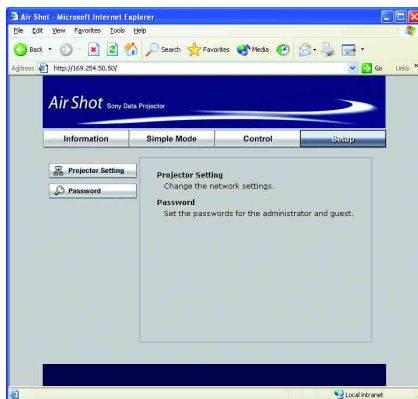 Air Shot - Microsoft Internet Explorer
File Edit View Favorites Tools Help
Back Search Favorites Media
Address http://169.254.50.50/ Go Links
Air Shot Sony Data Projector
Information Simple Mode Control Setup
Projector Setting
Password
Projector Setting
Change the network settings.
Password
Set the passwords for the administrator and guest.
Local intranet